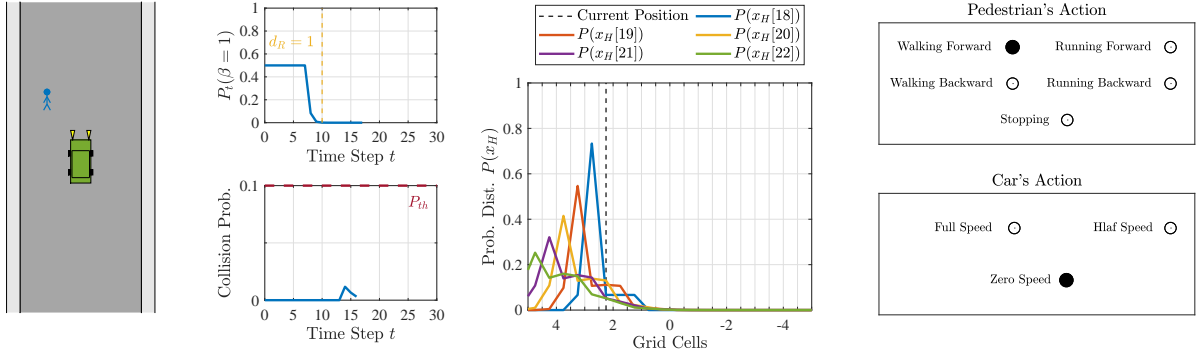 1
0.8
0.6
0.4
0.2
0
d_R = 1
P_t(β = 1)
0 5 10 15 20 25 30
Time Step t
0.1
0
P_th
Collision Prob.
0 5 10 15 20 25 30
Time Step t
Current Position
P(x_H[18])
P(x_H[19])
P(x_H[20])
P(x_H[21])
P(x_H[22])
1
0.8
0.6
0.4
0.2
0
Prob. Dist. P(x_H)
4 2 0 -2 -4
Grid Cells
Pedestrian's Action
Walking Forward
Running Forward
Walking Backward
Running Backward
Stopping
Car's Action
Full Speed
Hlaf Speed
Zero Speed